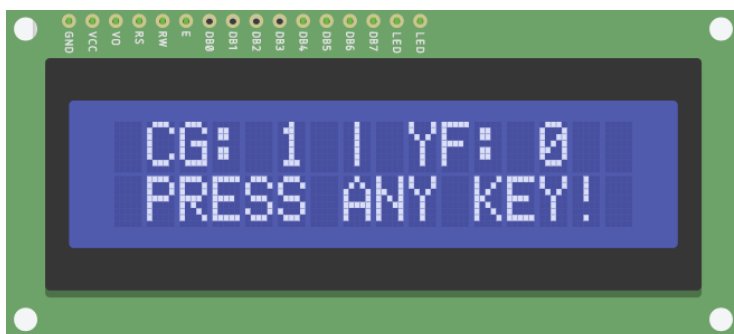 GND VCC VO RS RW E DB0 DB1 DB2 DB3 DB4 DB5 DB6 DB7 LED LED
CG: 1 | YF: 0
PRESS ANY KEY!